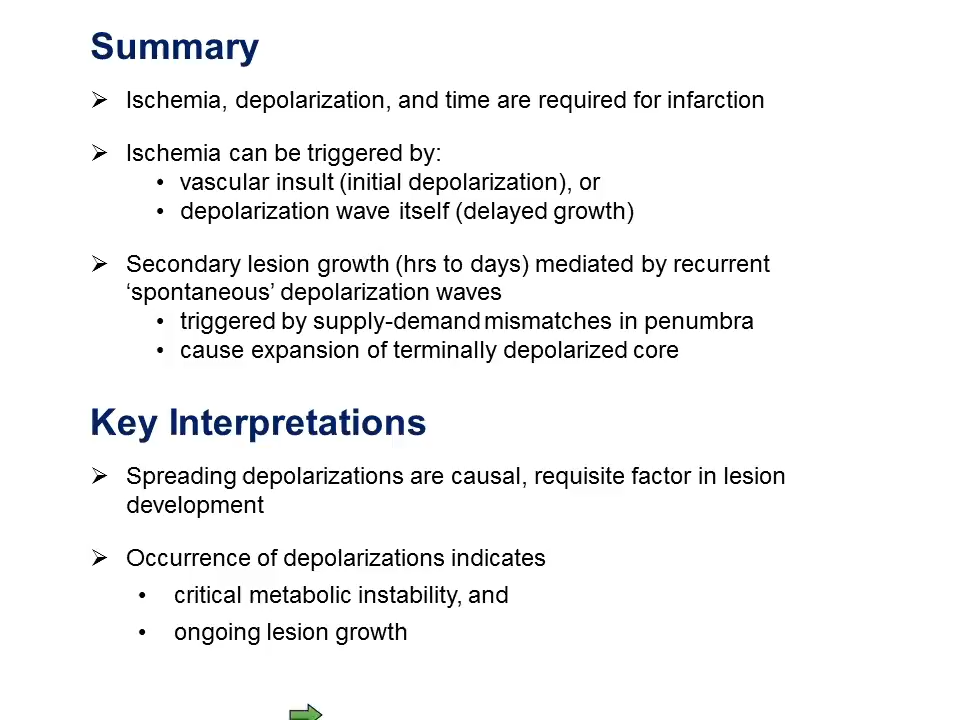 Summary
➢ Ischemia, depolarization, and time are required for infarction
➢ Ischemia can be triggered by:
• vascular insult (initial depolarization), or
• depolarization wave itself (delayed growth)
➢ Secondary lesion growth (hrs to days) mediated by recurrent
‘spontaneous’ depolarization waves
• triggered by supply-demand mismatches in penumbra
• cause expansion of terminally depolarized core
Key Interpretations
➢ Spreading depolarizations are causal, requisite factor in lesion
development
➢ Occurrence of depolarizations indicates
• critical metabolic instability, and
• ongoing lesion growth